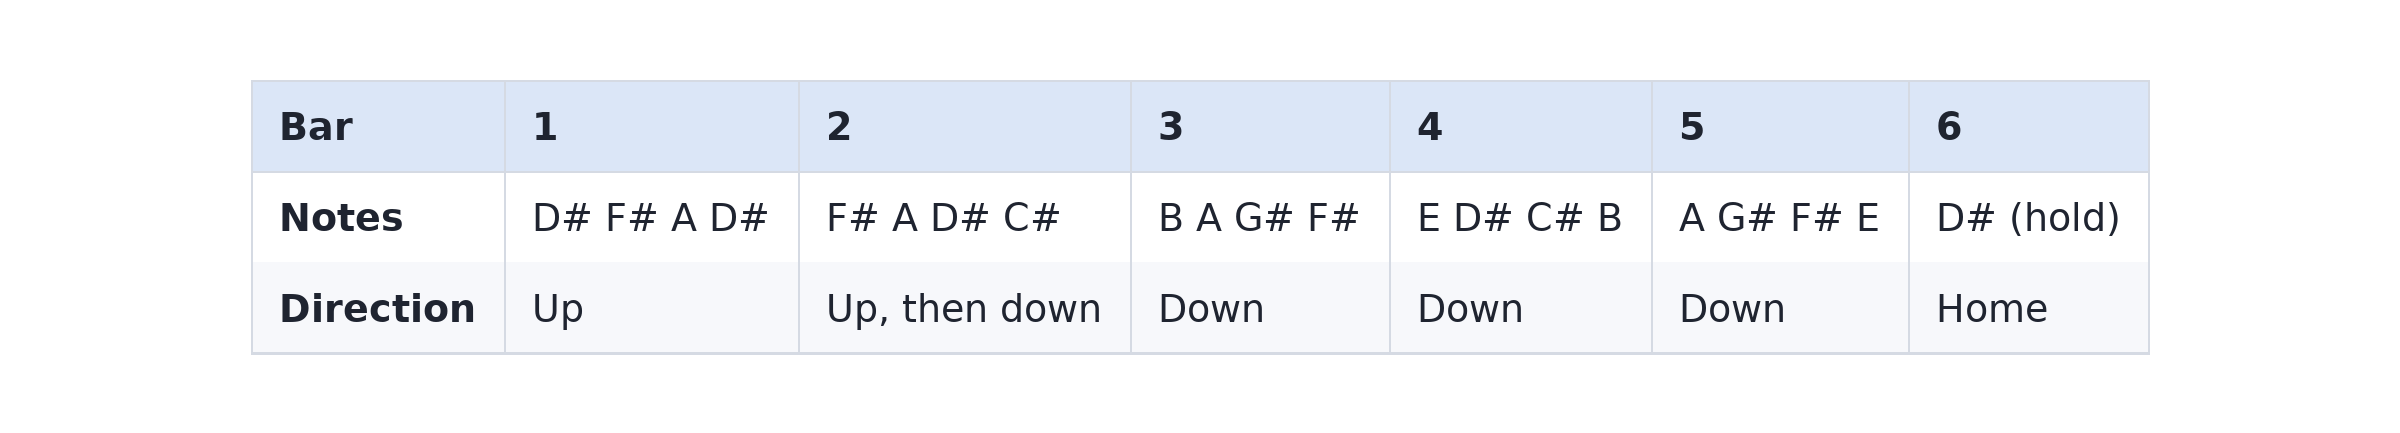 Bar 1 2 3 4 5 6
Notes D# F# A D# F# A D# C# B A G# F# E D# C# B A G# F# E D# (hold)
Direction Up Up, then down Down Down Down Home